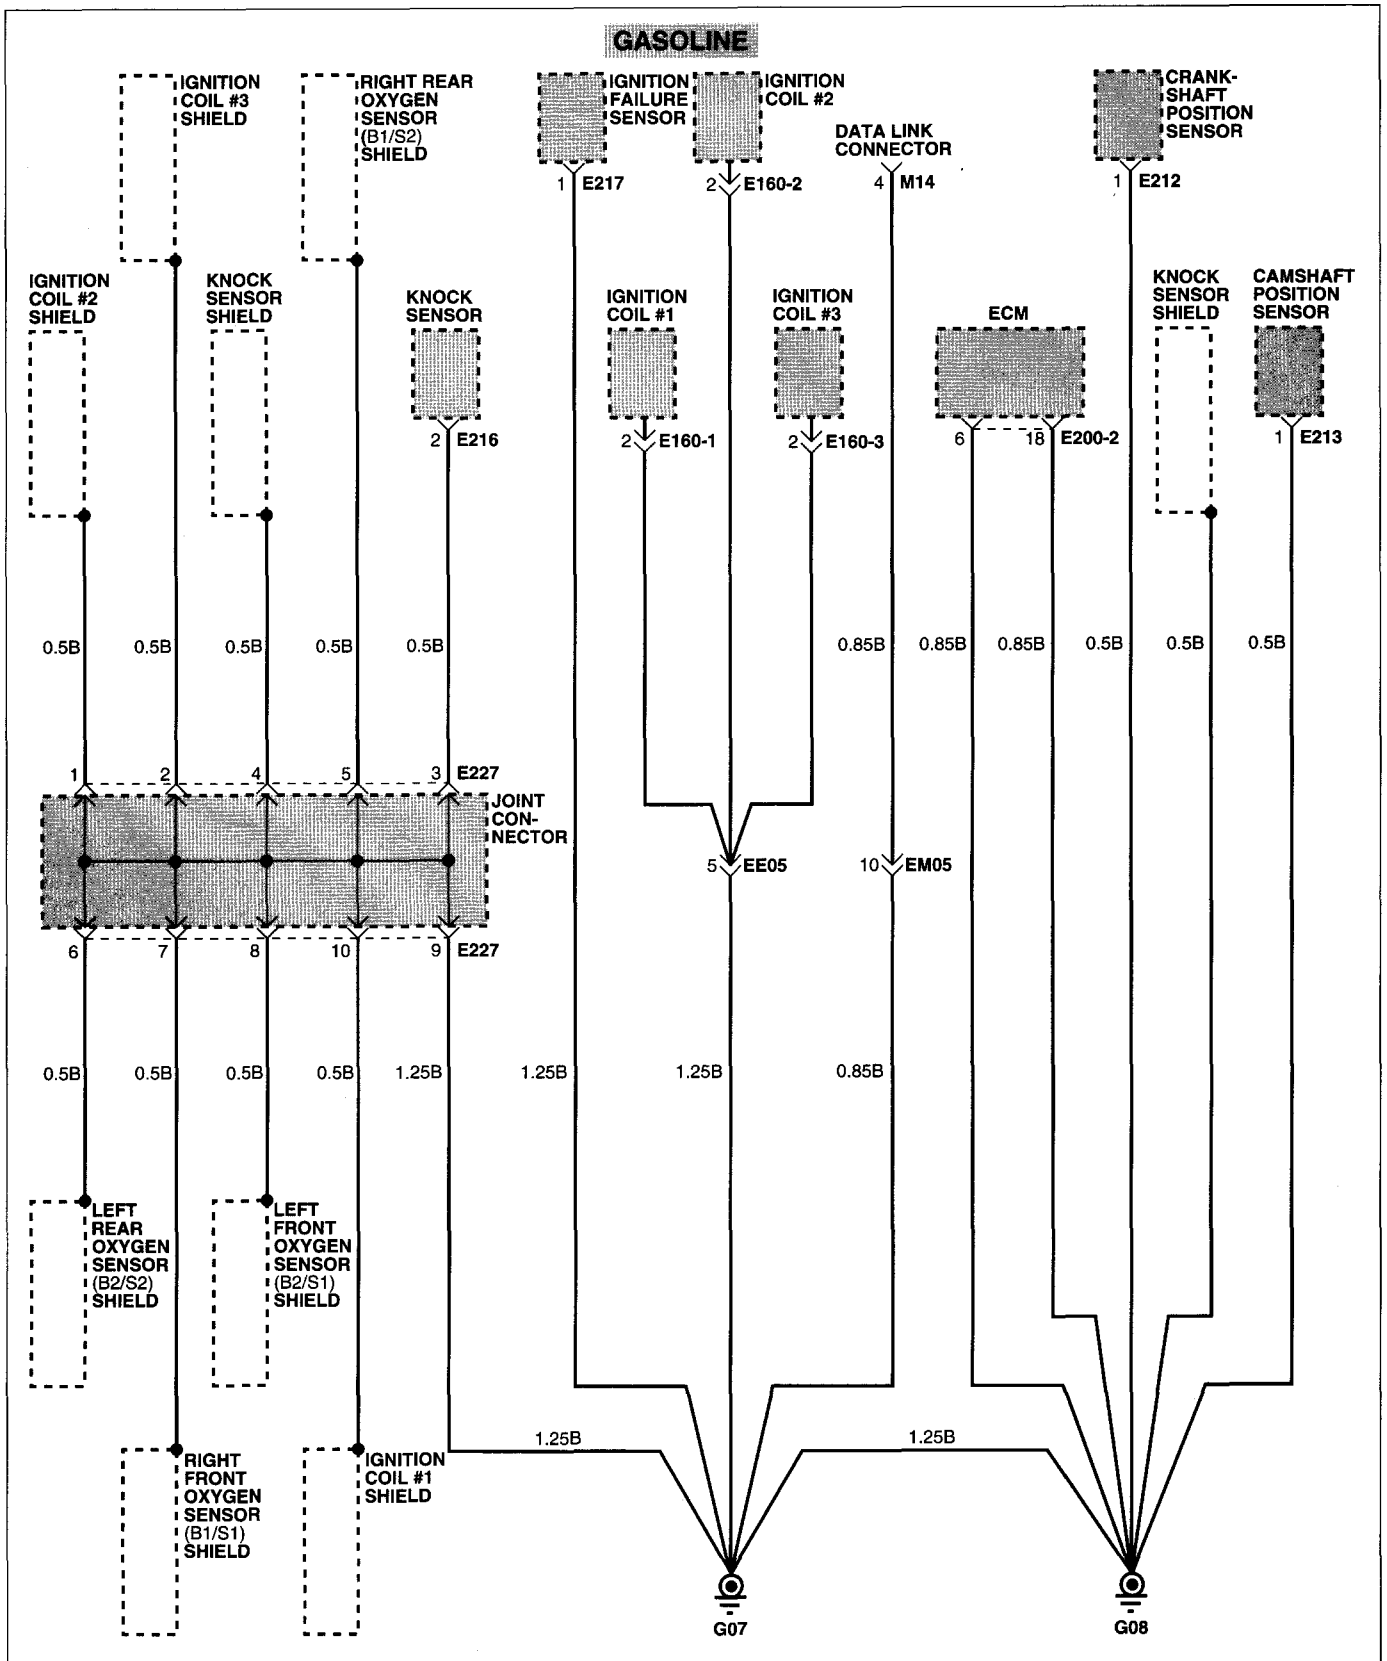 GASOLINE
IGNITION
COIL #3
SHIELD
RIGHT REAR
OXYGEN
SENSOR
(B1/S2)
SHIELD
IGNITION
FAILURE
SENSOR
IGNITION
COIL #2
DATA LINK
CONNECTOR
CRANK-
SHAFT
POSITION
SENSOR
1 E217
2 E160-2
4 M14
1 E212
IGNITION
COIL #2
SHIELD
KNOCK
SENSOR
SHIELD
KNOCK
SENSOR
IGNITION
COIL #1
IGNITION
COIL #3
ECM
KNOCK
SENSOR
SHIELD
CAMSHAFT
POSITION
SENSOR
2 E216
2 E160-1
2 E160-3
6
18 E200-2
1 E213
0.5B
0.5B
0.5B
0.5B
0.5B
0.85B
0.85B
0.85B
0.5B
0.5B
0.5B
1
2
4
5
3 E227
JOINT
CON-
NECTOR
5 EE05
10 EM05
6
7
8
10
9 E227
0.5B
0.5B
0.5B
0.5B
1.25B
1.25B
1.25B
0.85B
LEFT
REAR
OXYGEN
SENSOR
(B2/S2)
SHIELD
LEFT
FRONT
OXYGEN
SENSOR
(B2/S1)
SHIELD
1.25B
1.25B
RIGHT
FRONT
OXYGEN
SENSOR
(B1/S1)
SHIELD
IGNITION
COIL #1
SHIELD
G07
G08